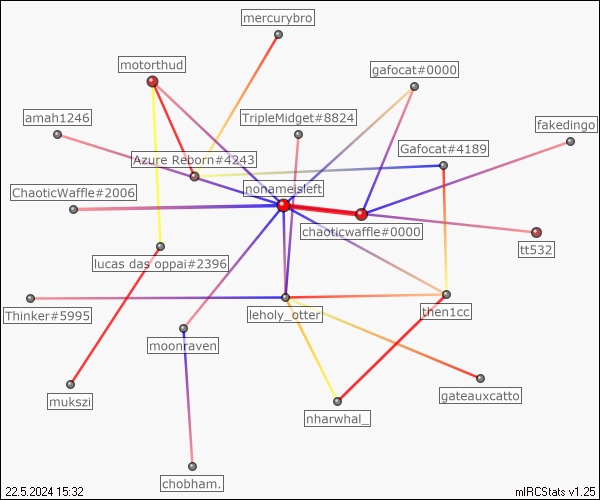 mercurybro
motorthud
gafocat#0000
amah1246
TripleMidget#8824
fakedingo
Gafocat#4189
Azure Reborn#4243
nonameisleft
ChaoticWaffle#2006
chaoticwaffle#0000
tt532
lucas das oppai#2396
Thinker#5995
leholy_otter
then1cc
moonraven
gateauxcatto
mukszi
nharwhal_
chobham.
22.5.2024 15:32
mIRCStats v1.25